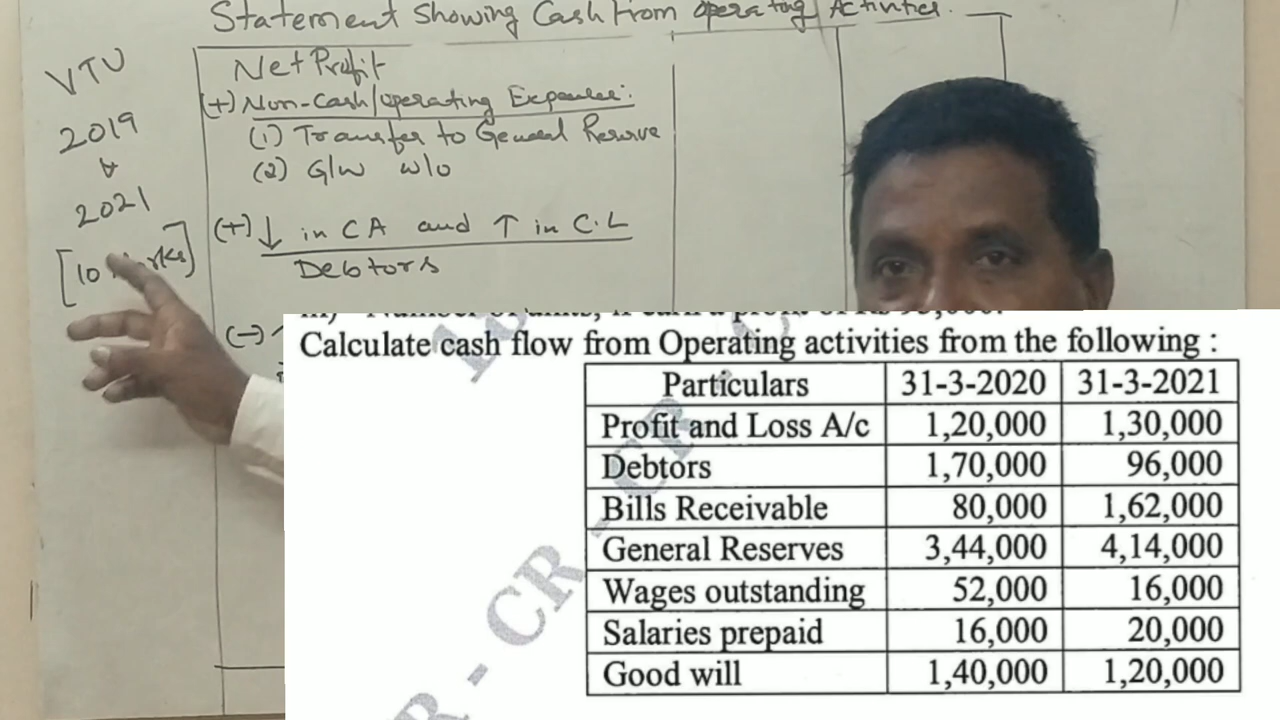 Statement Showing Cash from operating Activities.
VTU
2019
2021
[10 Marks]
Net Profit
(+) Non-Cash/operating Expenses:
(1) Transfer to General Reserve
(2) G/w w/o
(+) ↓ in CA and ↑ in C.L
Debtors
(-)
Calculate cash flow from Operating activities from the following :
Particulars 31-3-2020 31-3-2021
Profit and Loss A/c 1,20,000 1,30,000
Debtors 1,70,000 96,000
Bills Receivable 80,000 1,62,000
General Reserves 3,44,000 4,14,000
Wages outstanding 52,000 16,000
Salaries prepaid 16,000 20,000
Good will 1,40,000 1,20,000
CR - CR - C